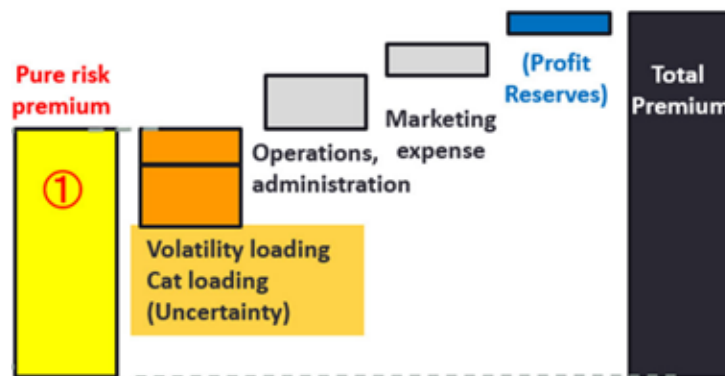 Pure risk
premium
①
Volatility loading
Cat loading
(Uncertainty)
Operations,
administration
Marketing
expense
(Profit
Reserves)
Total
Premium